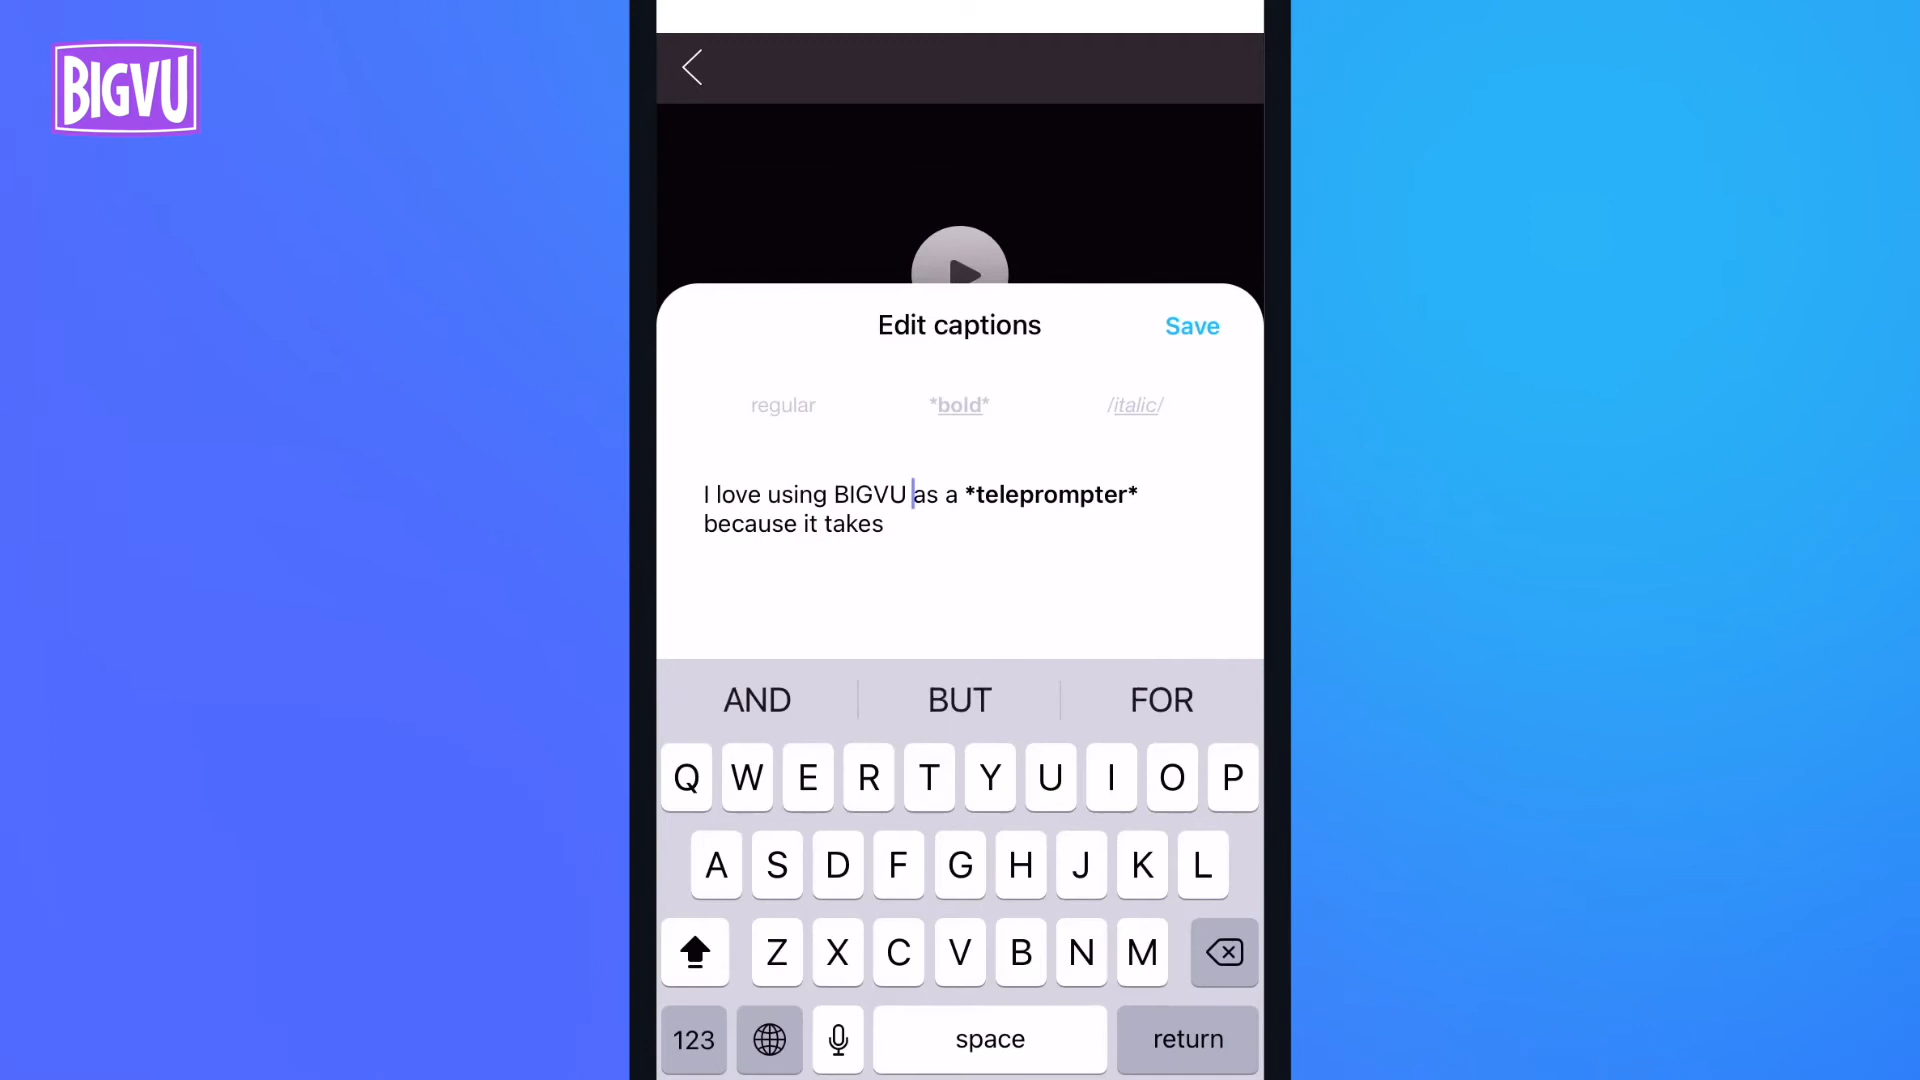 BIGVU
Edit captions
Save
regular
*bold*
/italic/
I love using BIGVU as a *teleprompter*
because it takes
AND
BUT
FOR
Q W E R T Y U I O P
A S D F G H J K L
Z X C V B N M
123
space
return